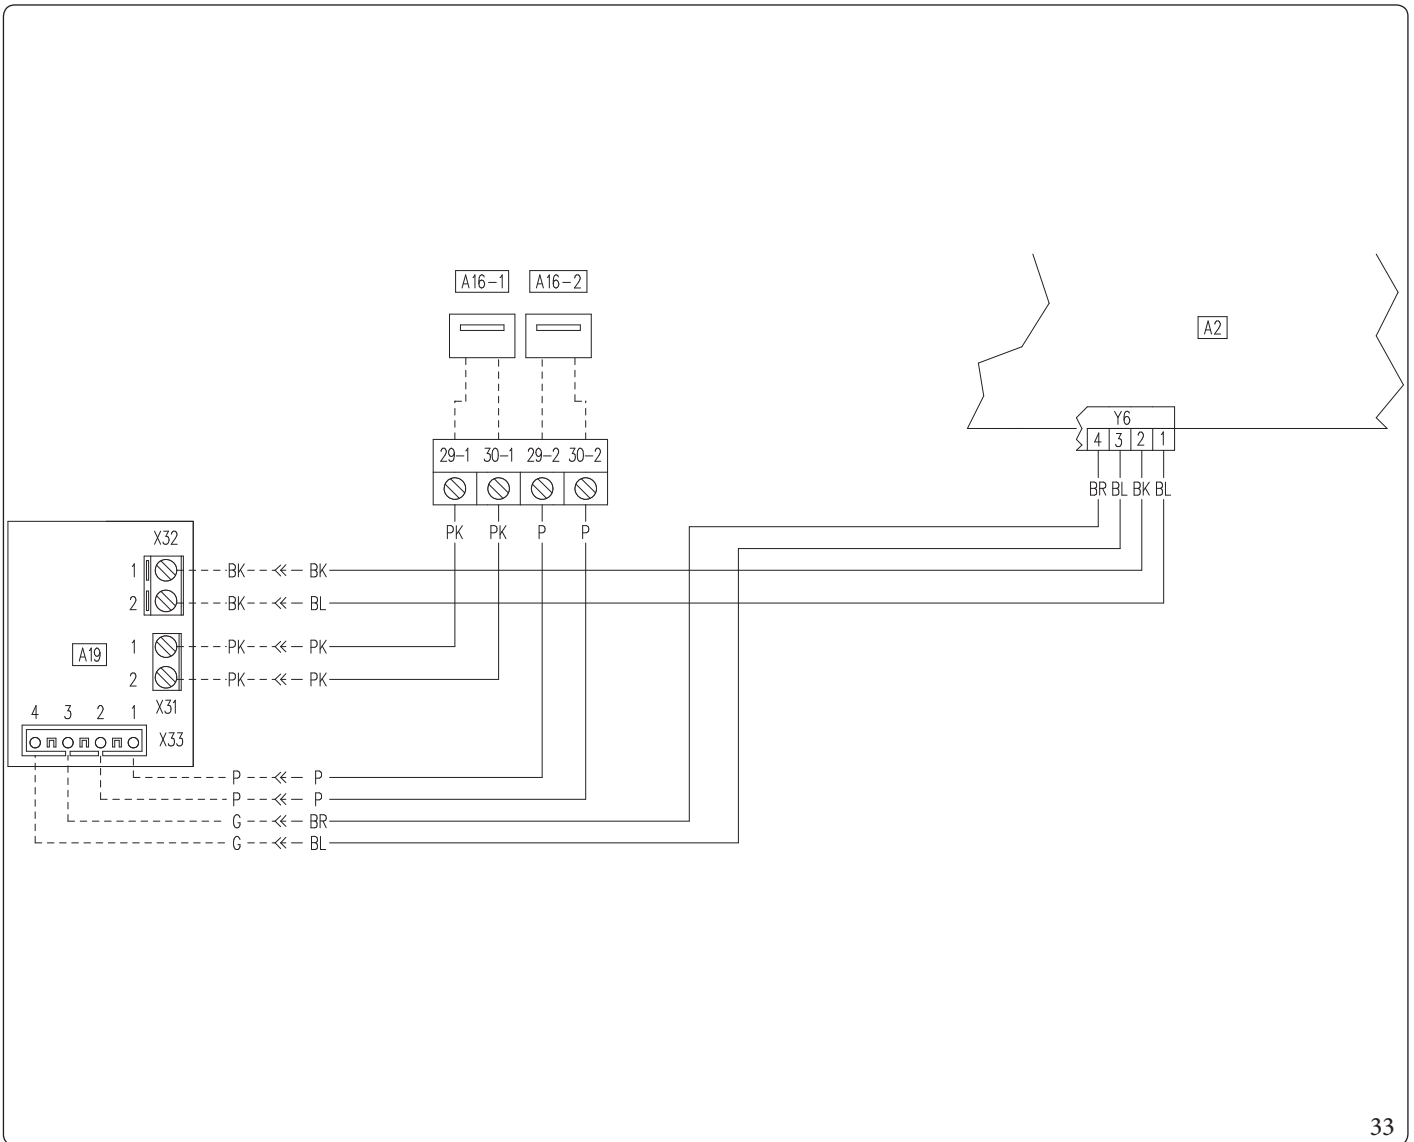 A16-1 A16-2
A2
Y6
4 3 2 1
29-1 30-1 29-2 30-2
BR BL BK BL
PK PK P P
X32
1 BK BK
2 BK BL
A19
1 PK PK
2 PK PK
X31
4 3 2 1
X33
P P
P P
G BR
G BL
33